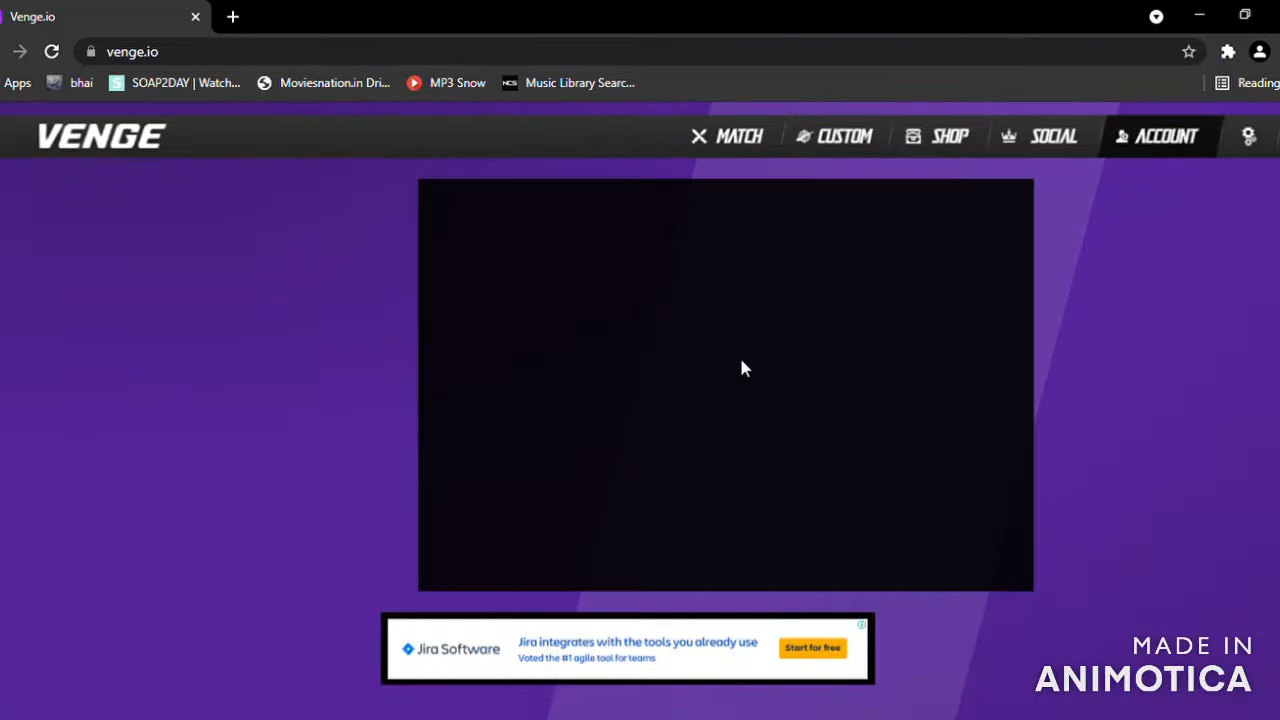 Venge.io
venge.io
Apps bhai SOAP2DAY | Watch... Moviesnation.in Dri... MP3 Snow NCS Music Library Searc... Reading
VENGE MATCH CUSTOM SHOP SOCIAL ACCOUNT
Jira Software
Jira integrates with the tools you already use
Voted the #1 agile tool for teams
Start for free
MADE IN
ANIMOTICA